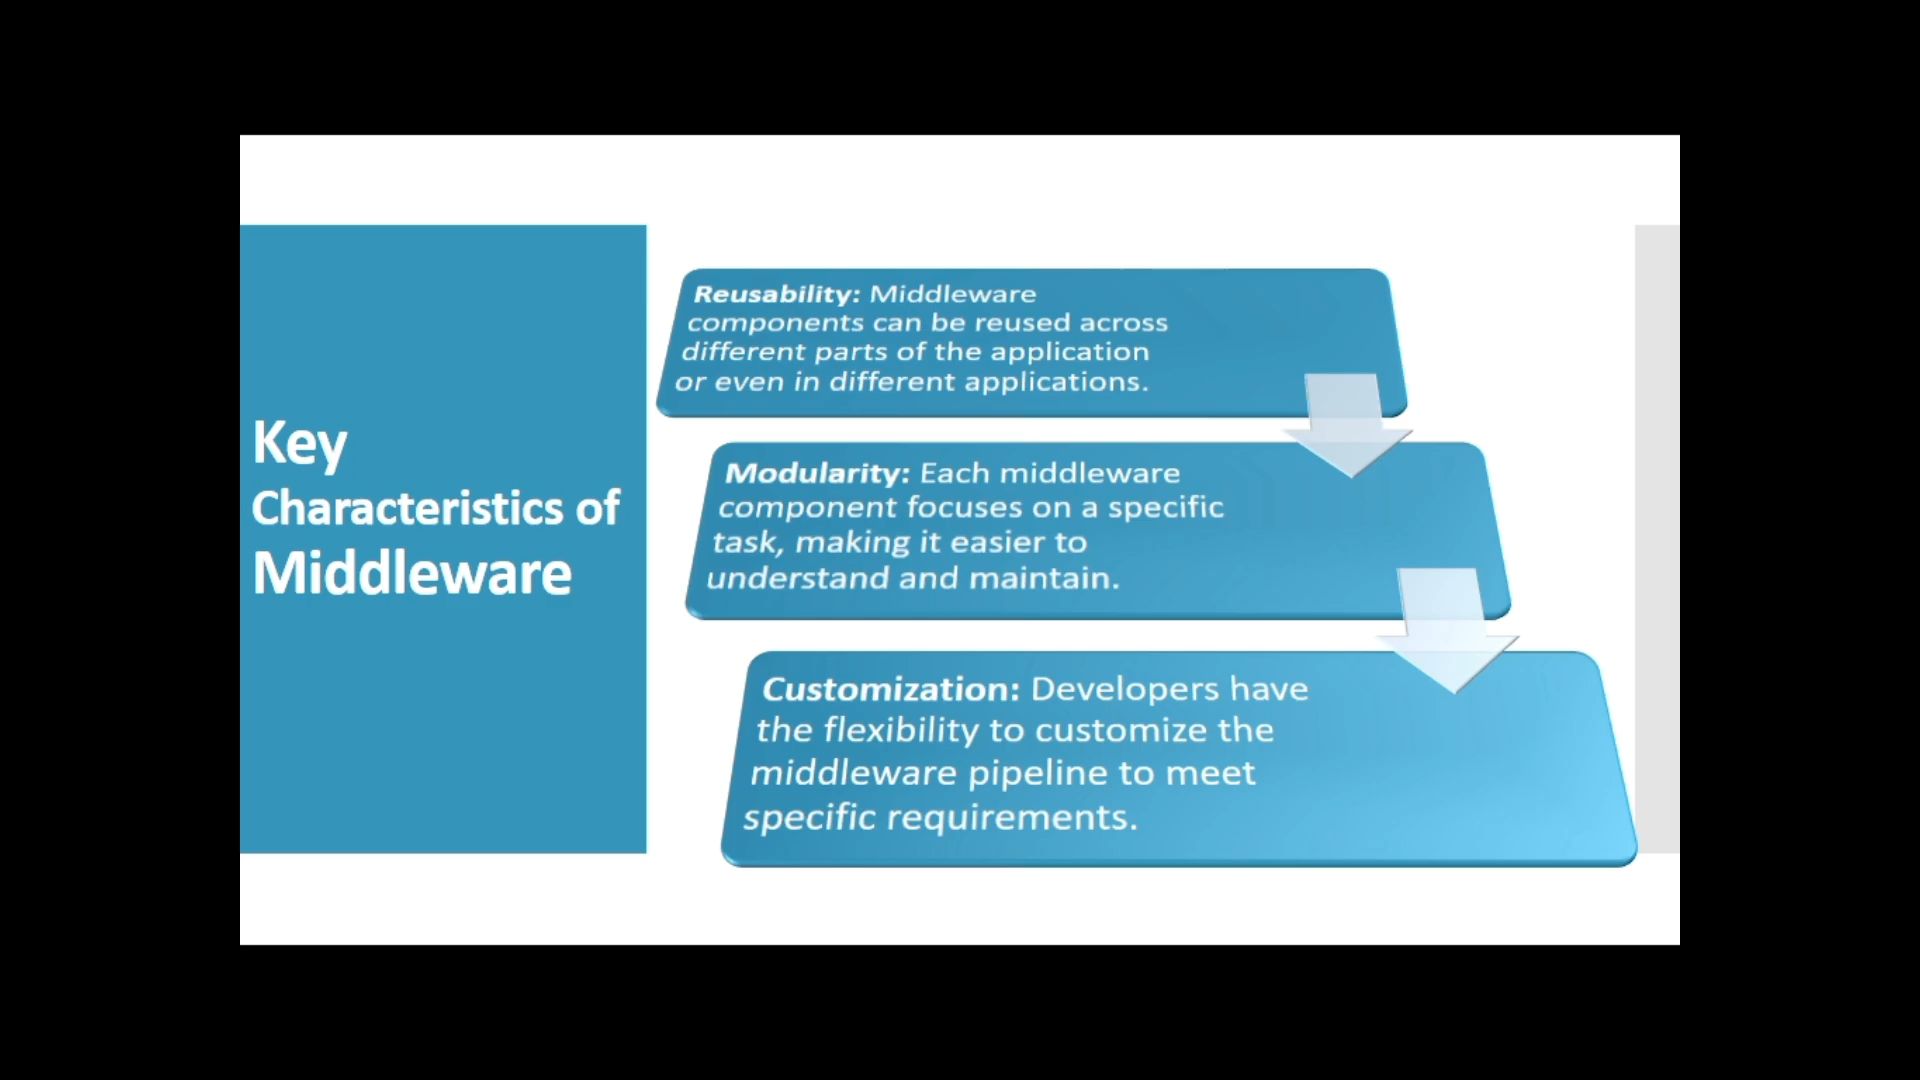 Key
Characteristics of
Middleware
Reusability: Middleware
components can be reused across
different parts of the application
or even in different applications.
Modularity: Each middleware
component focuses on a specific
task, making it easier to
understand and maintain.
Customization: Developers have
the flexibility to customize the
middleware pipeline to meet
specific requirements.